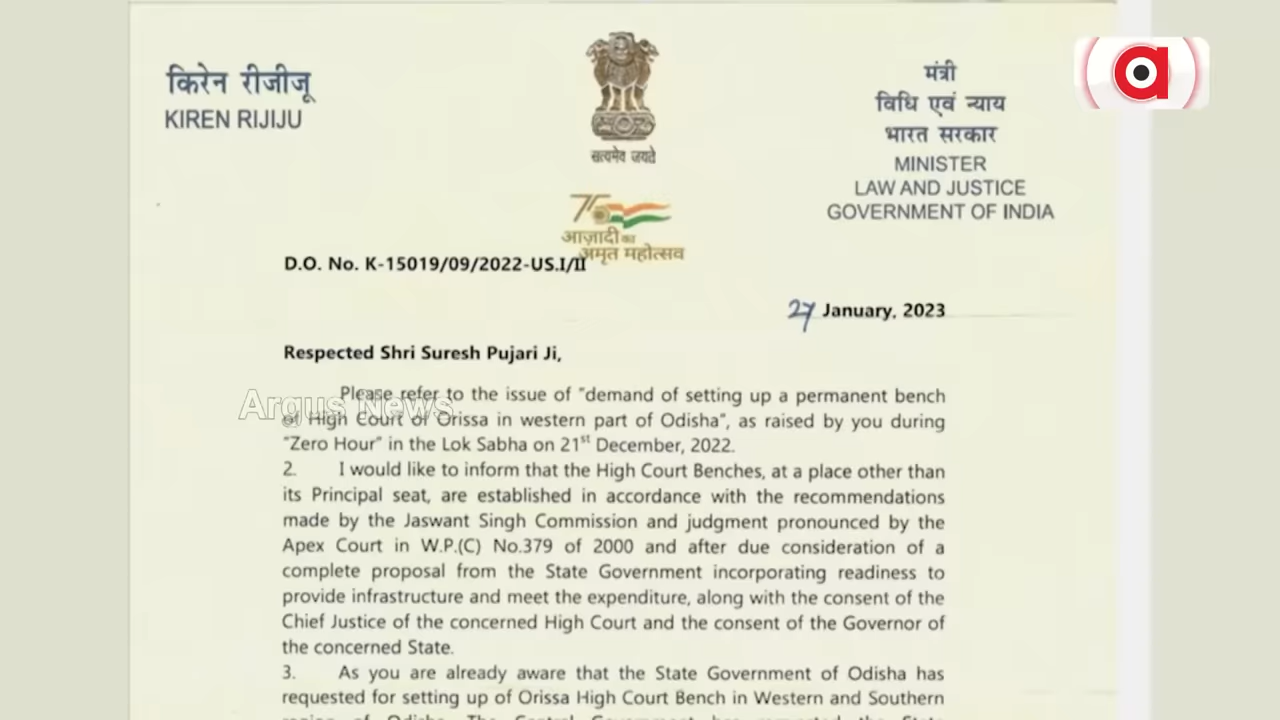 किरेन रीजीजू
KIREN RIJIJU
सत्यमेव जयते
75
आज़ादी का
अमृत महोत्सव
मंत्री
विधि एवं न्याय
भारत सरकार
MINISTER
LAW AND JUSTICE
GOVERNMENT OF INDIA
a
D.O. No. K-15019/09/2022-US.I/II
27 January, 2023
Respected Shri Suresh Pujari Ji,
Please refer to the issue of "demand of setting up a permanent bench
of High Court of Orissa in western part of Odisha", as raised by you during
"Zero Hour" in the Lok Sabha on 21st December, 2022.
Argus News
2. I would like to inform that the High Court Benches, at a place other than
its Principal seat, are established in accordance with the recommendations
made by the Jaswant Singh Commission and judgment pronounced by the
Apex Court in W.P.(C) No.379 of 2000 and after due consideration of a
complete proposal from the State Government incorporating readiness to
provide infrastructure and meet the expenditure, along with the consent of the
Chief Justice of the concerned High Court and the consent of the Governor of
the concerned State.
3. As you are already aware that the State Government of Odisha has
requested for setting up of Orissa High Court Bench in Western and Southern